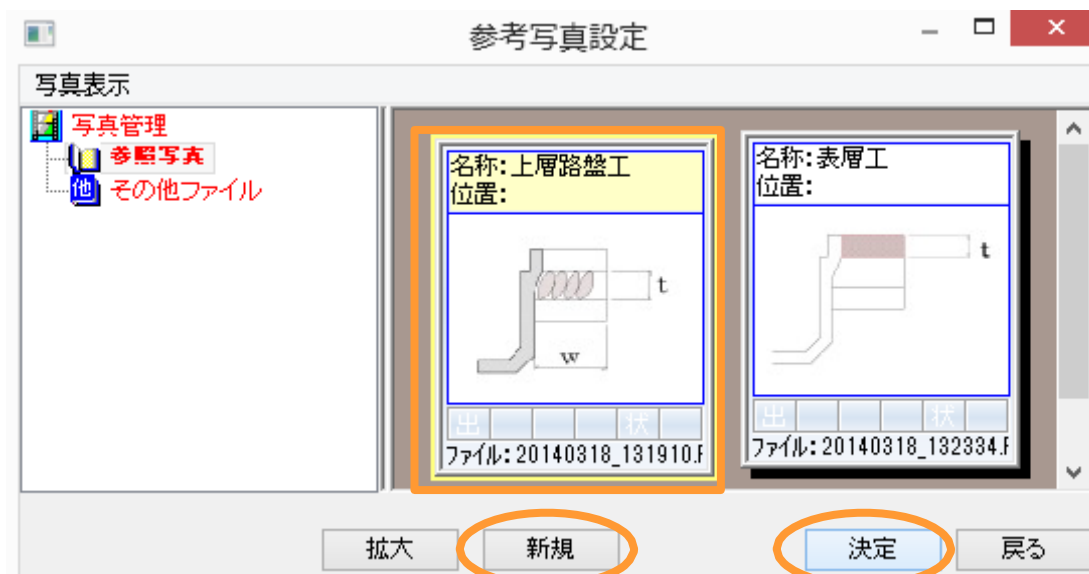 参考写真設定
写真表示
写真管理
参照写真
その他ファイル
名称:上層路盤工
位置:
t
w
出 状
ファイル:20140318_131910.F
名称:表層工
位置:
t
出 状
ファイル:20140318_132334.F
拡大 新規 決定 戻る